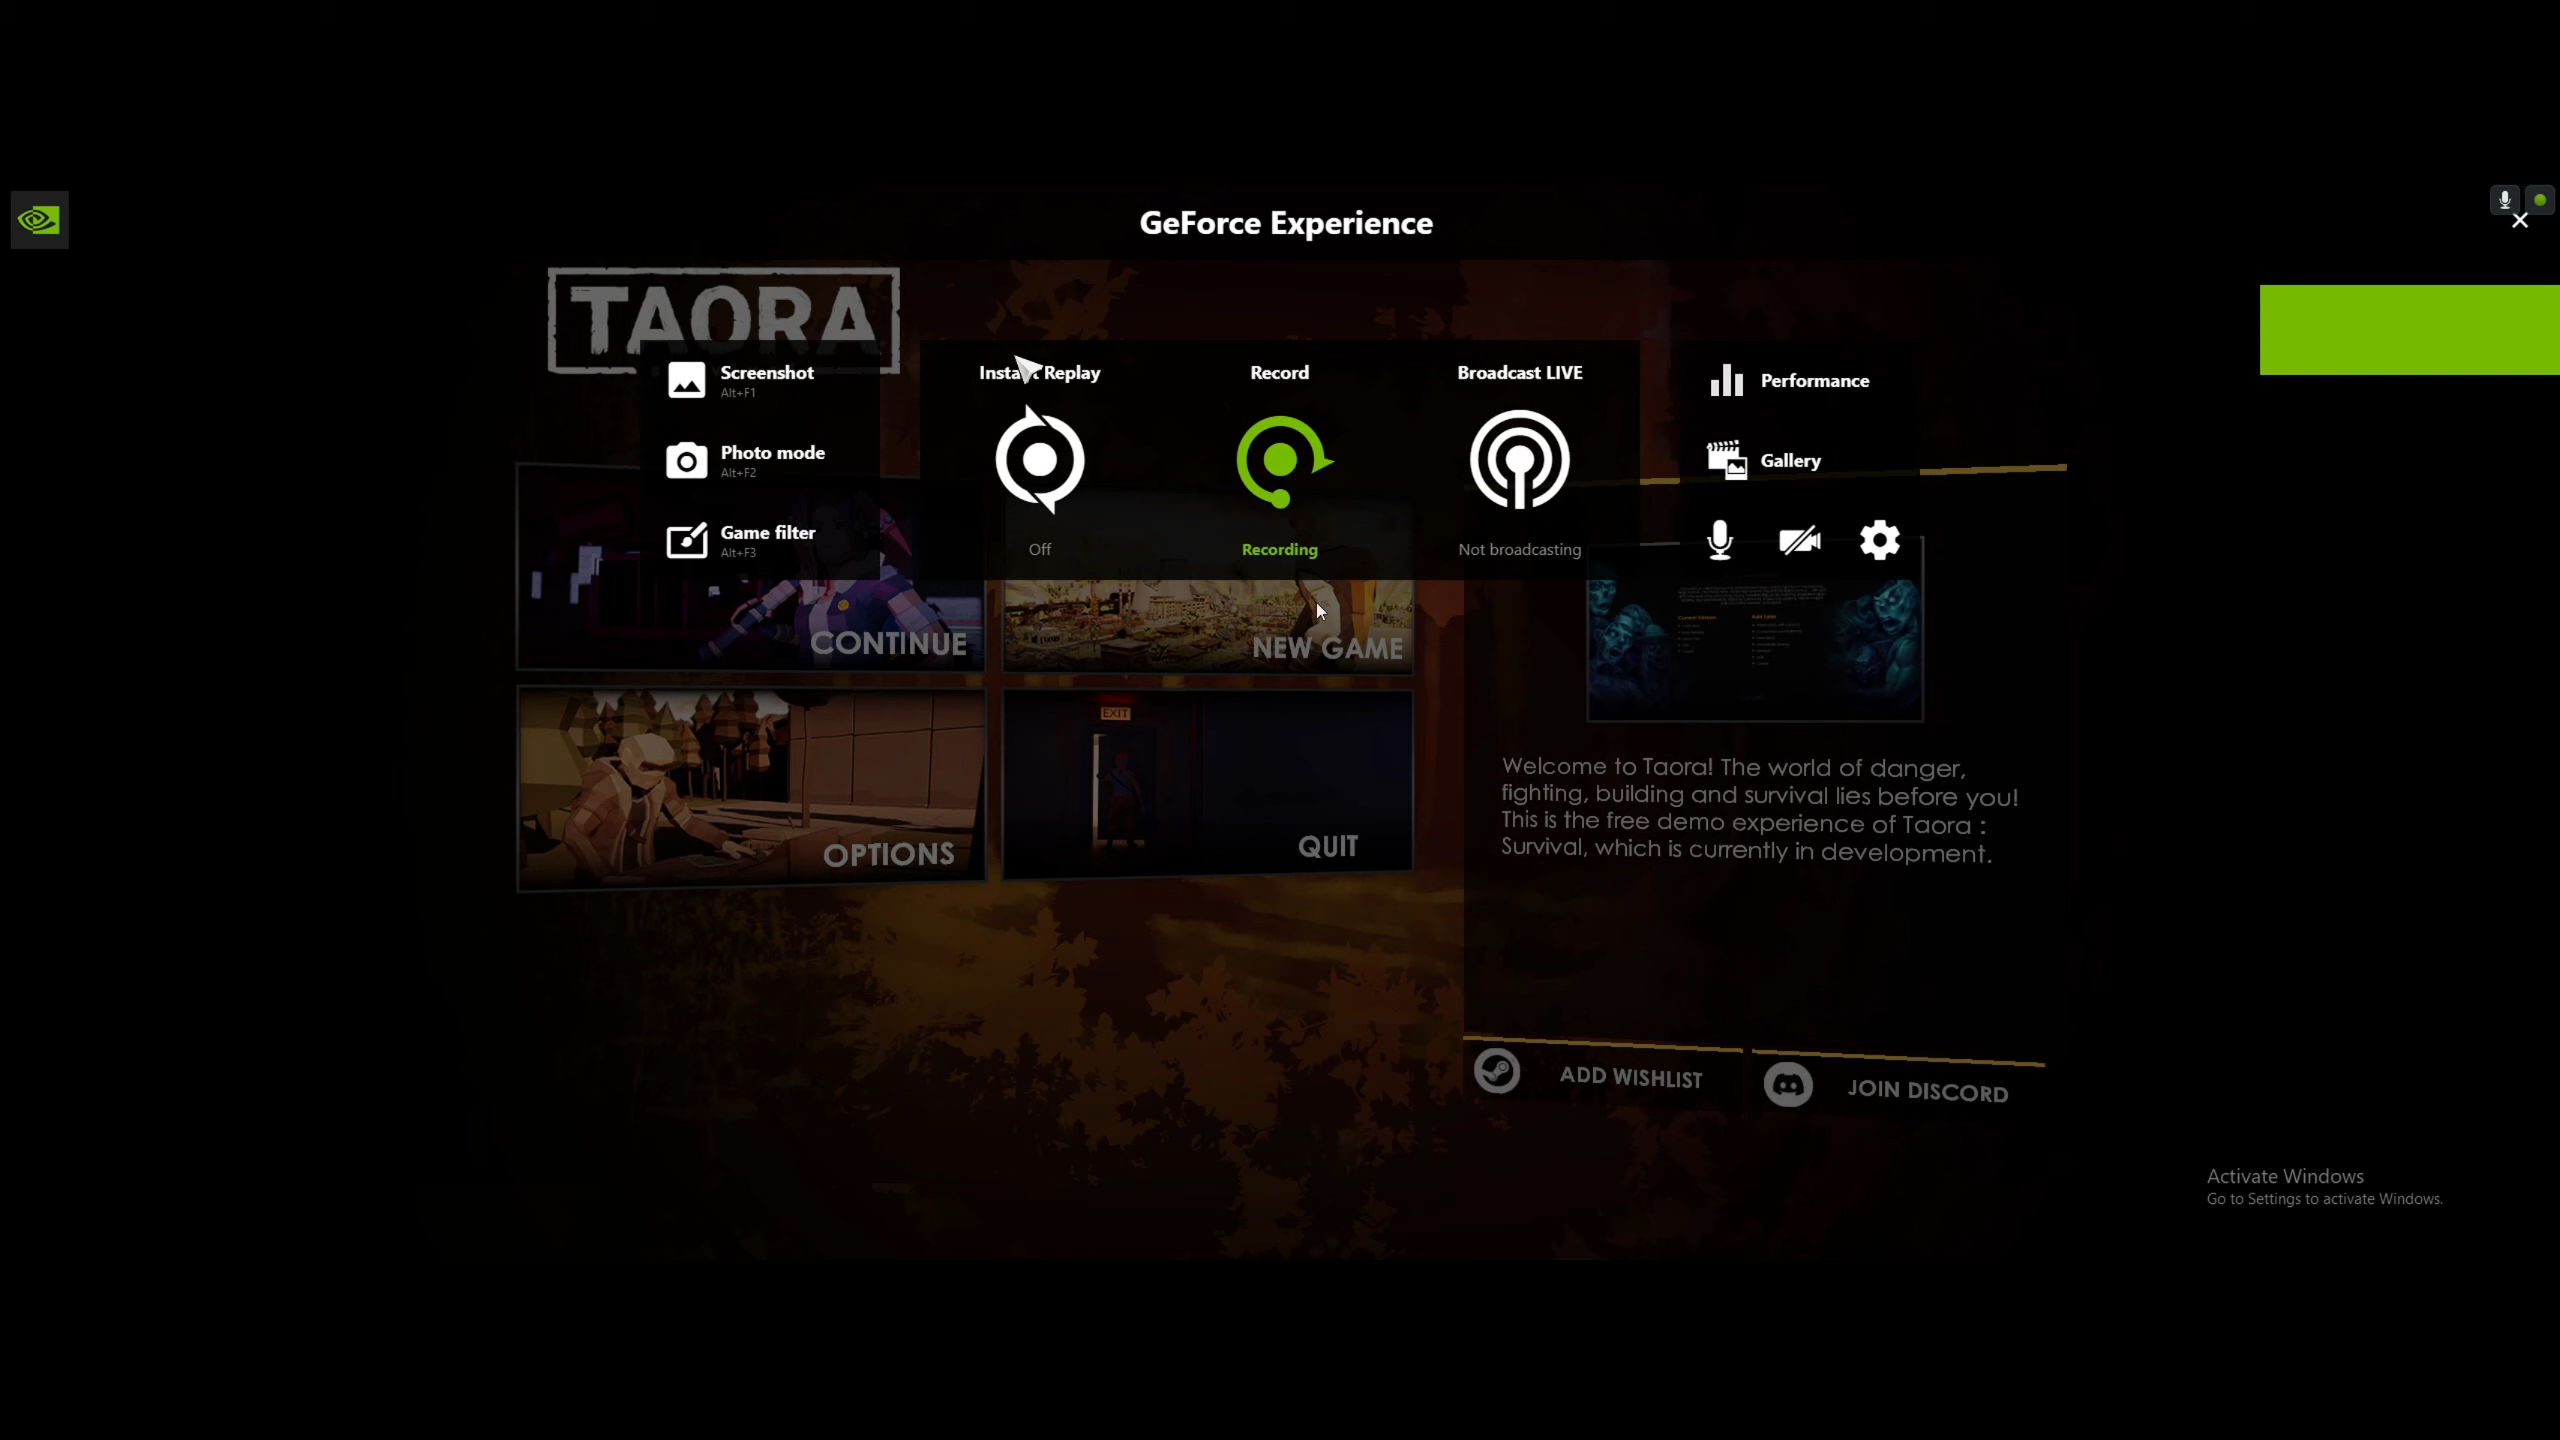 GeForce Experience
TAORA
Screenshot
Alt+F1
Photo mode
Alt+F2
Game filter
Alt+F3
Instant Replay
Off
Record
Recording
Broadcast LIVE
Not broadcasting
Performance
Gallery
CONTINUE
NEW GAME
OPTIONS
EXIT
QUIT
Welcome to Taora! The world of danger,
fighting, building and survival lies before you!
This is the free demo experience of Taora :
Survival, which is currently in development.
ADD WISHLIST
JOIN DISCORD
Activate Windows
Go to Settings to activate Windows.